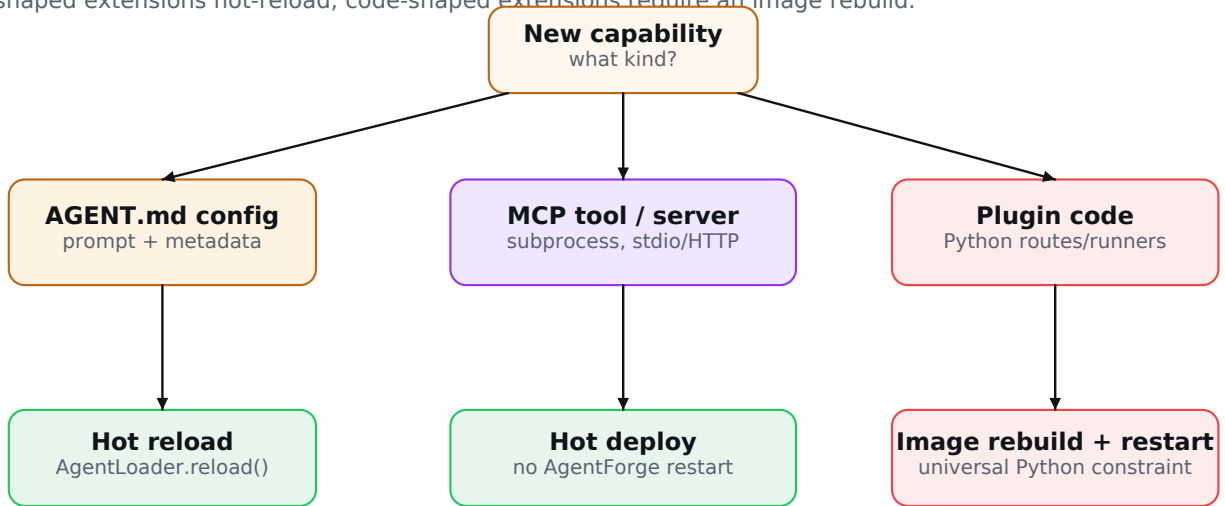 shaped extensions hot-reload; code-shaped extensions require an image rebuild.
New capability
what kind?
AGENT.md config
prompt + metadata
MCP tool / server
subprocess, stdio/HTTP
Plugin code
Python routes/runners
Hot reload
AgentLoader.reload()
Hot deploy
no AgentForge restart
Image rebuild + restart
universal Python constraint